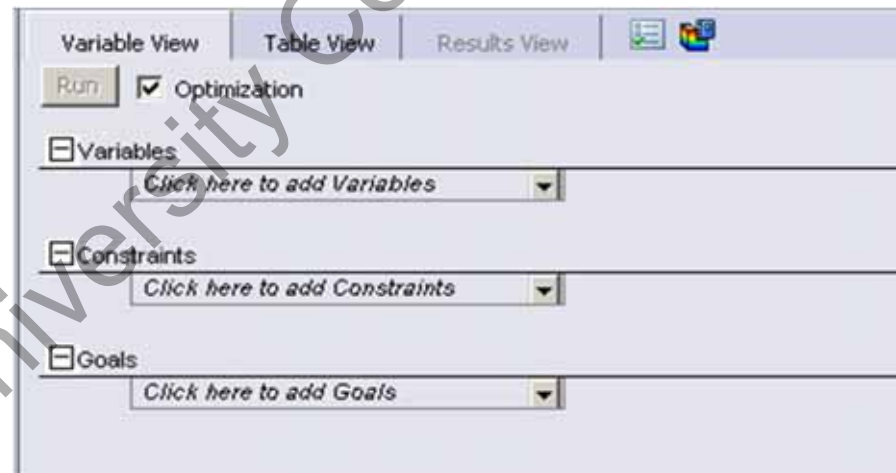 Variable View Table View Results View
Run Optimization
Variables
Click here to add Variables
Constraints
Click here to add Constraints
Goals
Click here to add Goals